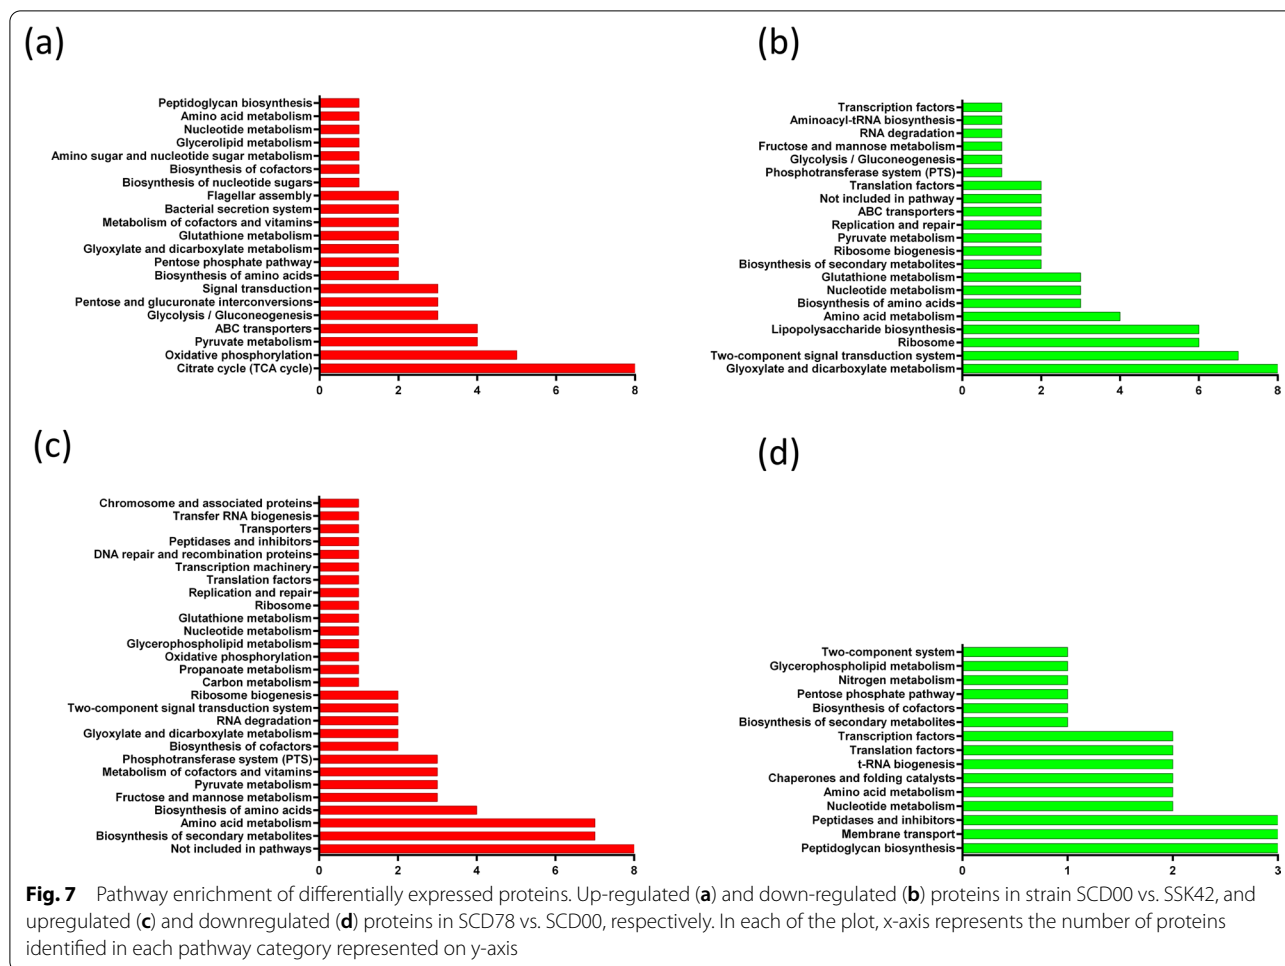 (a)
Peptidoglycan biosynthesis
Amino acid metabolism
Nucleotide metabolism
Glycerolipid metabolism
Amino sugar and nucleotide sugar metabolism
Biosynthesis of cofactors
Biosynthesis of nucleotide sugars
Flagellar assembly
Bacterial secretion system
Metabolism of cofactors and vitamins
Glutathione metabolism
Glyoxylate and dicarboxylate metabolism
Pentose phosphate pathway
Biosynthesis of amino acids
Signal transduction
Pentose and glucuronate interconversions
Glycolysis / Gluconeogenesis
ABC transporters
Pyruvate metabolism
Oxidative phosphorylation
Citrate cycle (TCA cycle)
0 2 4 6 8
(b)
Transcription factors
Aminoacyl-tRNA biosynthesis
RNA degradation
Fructose and mannose metabolism
Glycolysis / Gluconeogenesis
Phosphotransferase system (PTS)
Translation factors
Not included in pathway
ABC transporters
Replication and repair
Pyruvate metabolism
Ribosome biogenesis
Biosynthesis of secondary metabolites
Glutathione metabolism
Nucleotide metabolism
Biosynthesis of amino acids
Amino acid metabolism
Lipopolysaccharide biosynthesis
Ribosome
Two-component signal transduction system
Glyoxylate and dicarboxylate metabolism
0 2 4 6 8
(c)
Chromosome and associated proteins
Transfer RNA biogenesis
Transporters
Peptidases and inhibitors
DNA repair and recombination proteins
Transcription machinery
Translation factors
Replication and repair
Ribosome
Glutathione metabolism
Nucleotide metabolism
Glycerophospholipid metabolism
Oxidative phosphorylation
Propanoate metabolism
Carbon metabolism
Ribosome biogenesis
Two-component signal transduction system
RNA degradation
Glyoxylate and dicarboxylate metabolism
Biosynthesis of cofactors
Phosphotransferase system (PTS)
Metabolism of cofactors and vitamins
Pyruvate metabolism
Fructose and mannose metabolism
Biosynthesis of amino acids
Amino acid metabolism
Biosynthesis of secondary metabolites
Not included in pathways
0 2 4 6 8
(d)
Two-component system
Glycerophospholipid metabolism
Nitrogen metabolism
Pentose phosphate pathway
Biosynthesis of cofactors
Biosynthesis of secondary metabolites
Transcription factors
Translation factors
t-RNA biogenesis
Chaperones and folding catalysts
Amino acid metabolism
Nucleotide metabolism
Peptidases and inhibitors
Membrane transport
Peptidoglycan biosynthesis
0 1 2 3
Fig. 7 Pathway enrichment of differentially expressed proteins. Up-regulated (a) and down-regulated (b) proteins in strain SCD00 vs. SSK42, and
upregulated (c) and downregulated (d) proteins in SCD78 vs. SCD00, respectively. In each of the plot, x-axis represents the number of proteins
identified in each pathway category represented on y-axis